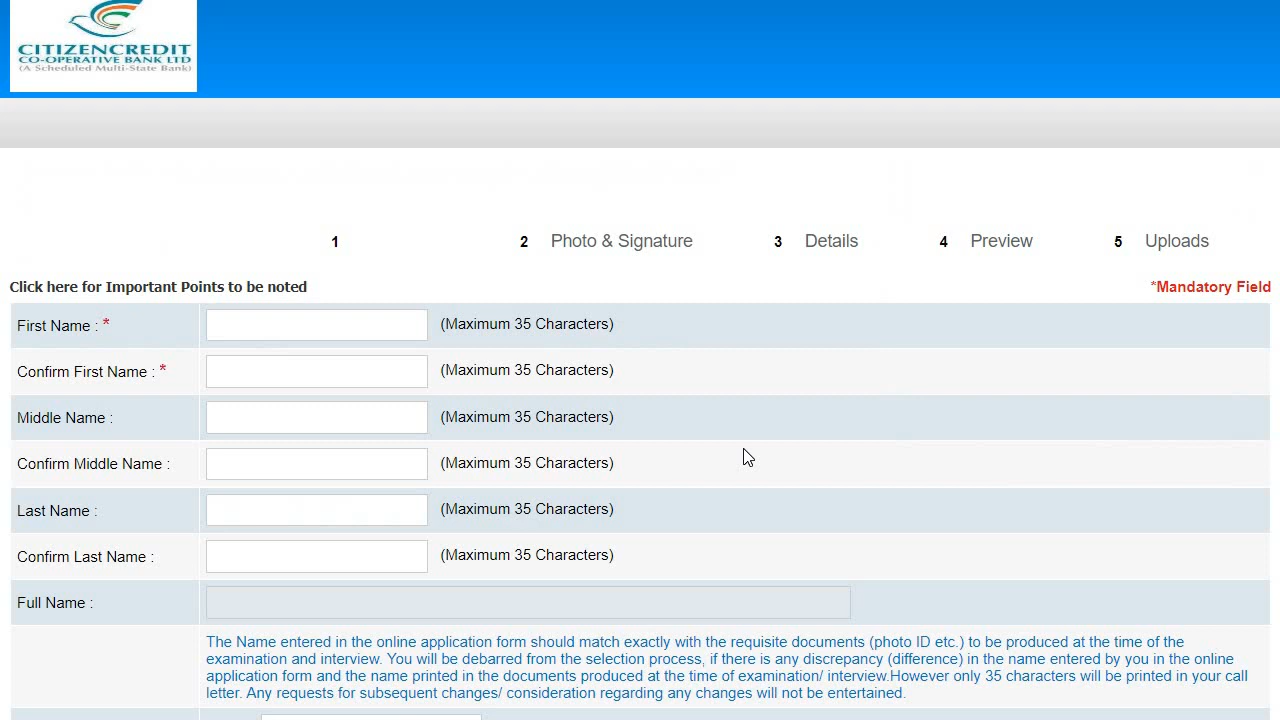 CITIZENCREDIT
CO-OPERATIVE BANK LTD
(A Scheduled Multi-State Bank)
1
2 Photo & Signature
3 Details
4 Preview
5 Uploads
Click here for Important Points to be noted
*Mandatory Field
First Name : * (Maximum 35 Characters)
Confirm First Name : * (Maximum 35 Characters)
Middle Name : (Maximum 35 Characters)
Confirm Middle Name : (Maximum 35 Characters)
Last Name : (Maximum 35 Characters)
Confirm Last Name : (Maximum 35 Characters)
Full Name :
The Name entered in the online application form should match exactly with the requisite documents (photo ID etc.) to be produced at the time of the
examination and interview. You will be debarred from the selection process, if there is any discrepancy (difference) in the name entered by you in the online
application form and the name printed in the documents produced at the time of examination/ interview.However only 35 characters will be printed in your call
letter. Any requests for subsequent changes/ consideration regarding any changes will not be entertained.